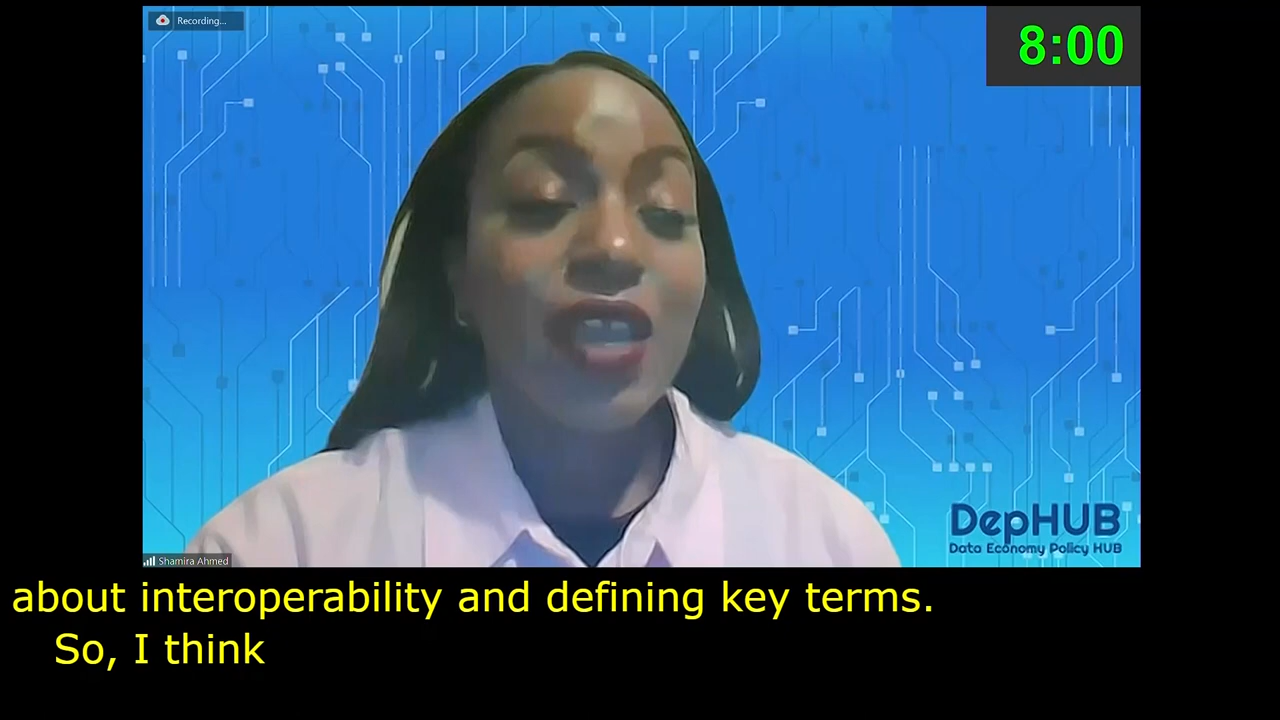 Recording...
8:00
DepHUB
Data Economy Policy HUB
Shamira Ahmed
about interoperability and defining key terms.
So, I think